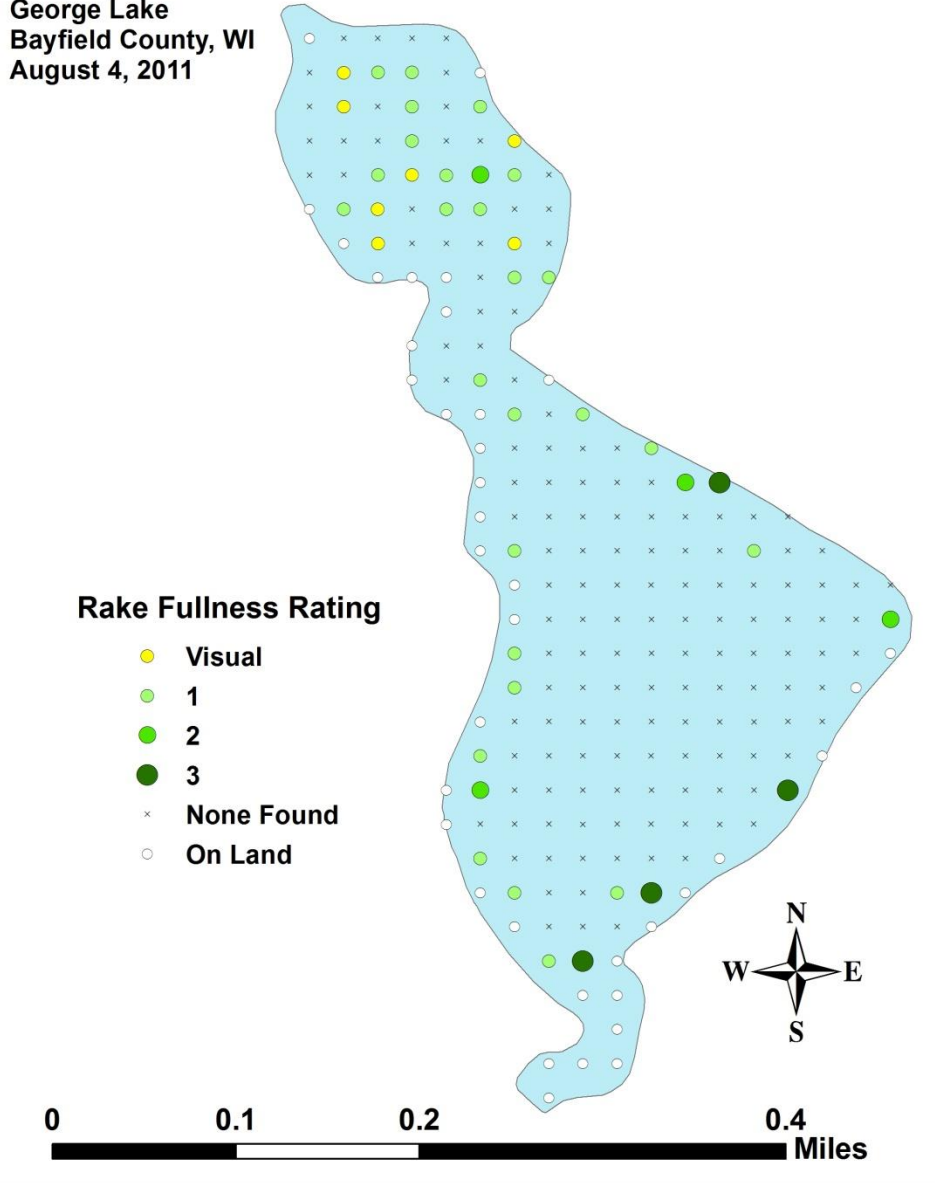 George Lake
Bayfield County, WI
August 4, 2011
Rake Fullness Rating
Visual
1
2
3
None Found
On Land
N
W E
S
0 0.1 0.2 0.4
Miles